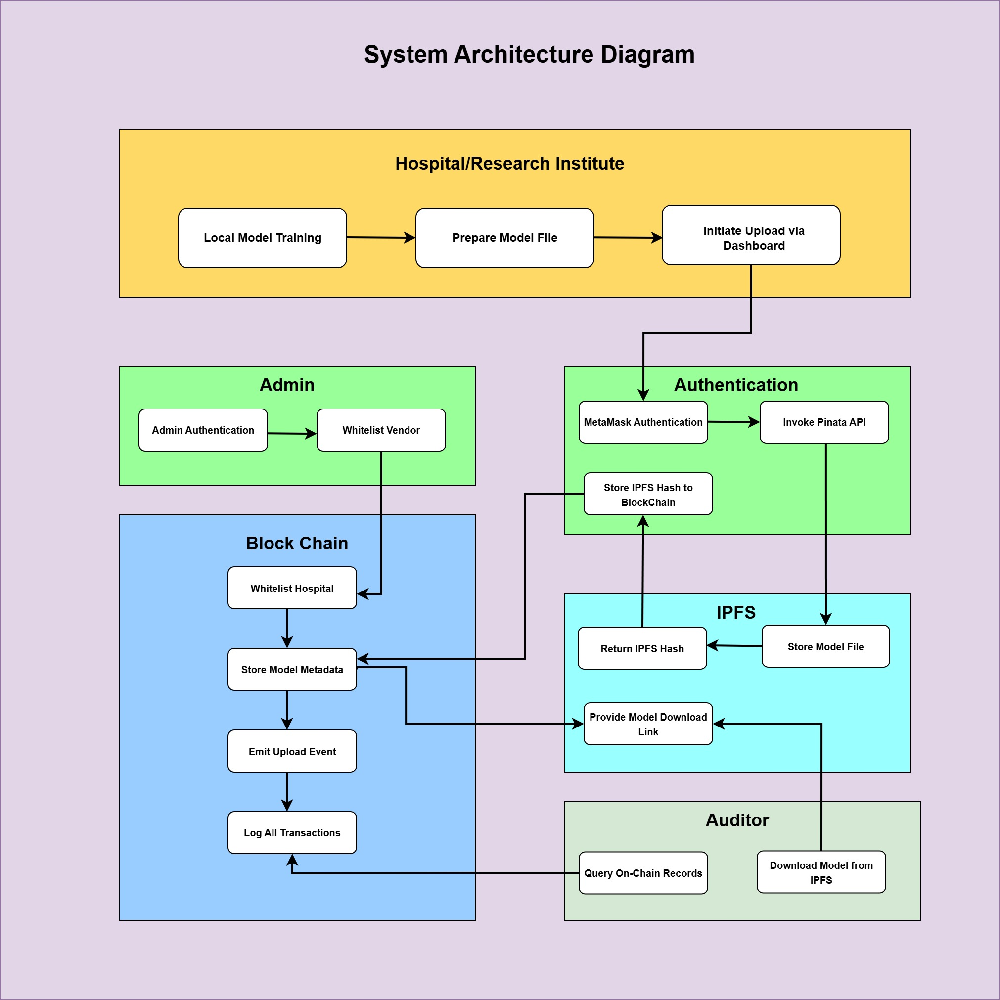 System Architecture Diagram
Hospital/Research Institute
Local Model Training
Prepare Model File
Initiate Upload via
Dashboard
Admin
Admin Authentication
Whitelist Vendor
Authentication
MetaMask Authentication
Invoke Pinata API
Store IPFS Hash to
BlockChain
Block Chain
Whitelist Hospital
Store Model Metadata
Emit Upload Event
Log All Transactions
IPFS
Return IPFS Hash
Store Model File
Provide Model Download
Link
Auditor
Query On-Chain Records
Download Model from
IPFS